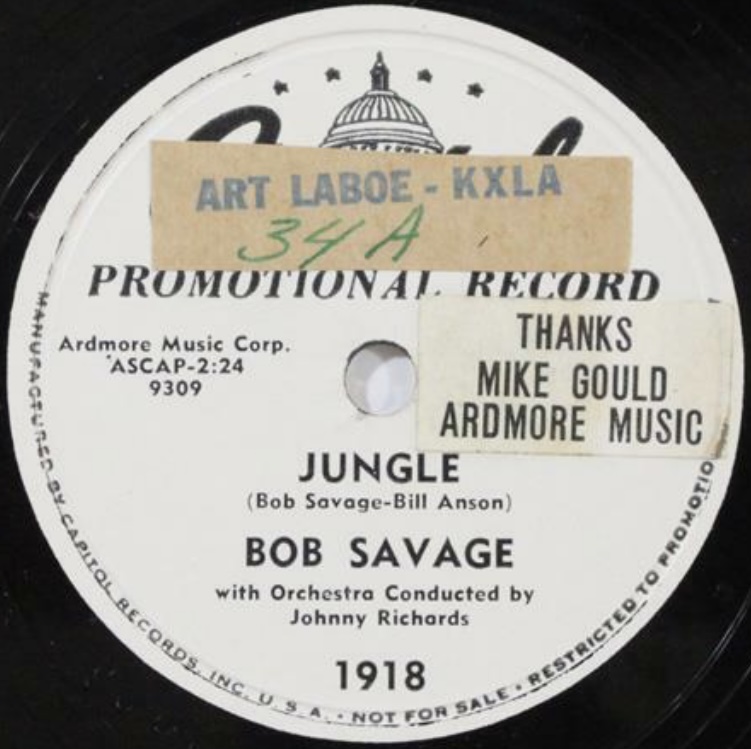 ART LABOE - KXLA
34A
PROMOTIONAL RECORD
Ardmore Music Corp.
ASCAP-2:24
9309
THANKS
MIKE GOULD
ARDMORE MUSIC
JUNGLE
(Bob Savage-Bill Anson)
BOB SAVAGE
with Orchestra Conducted by
Johnny Richards
1918
MANUFACTURED BY CAPITOL RECORDS, INC. U.S.A. • NOT FOR SALE • RESTRICTED TO PROMOTIO